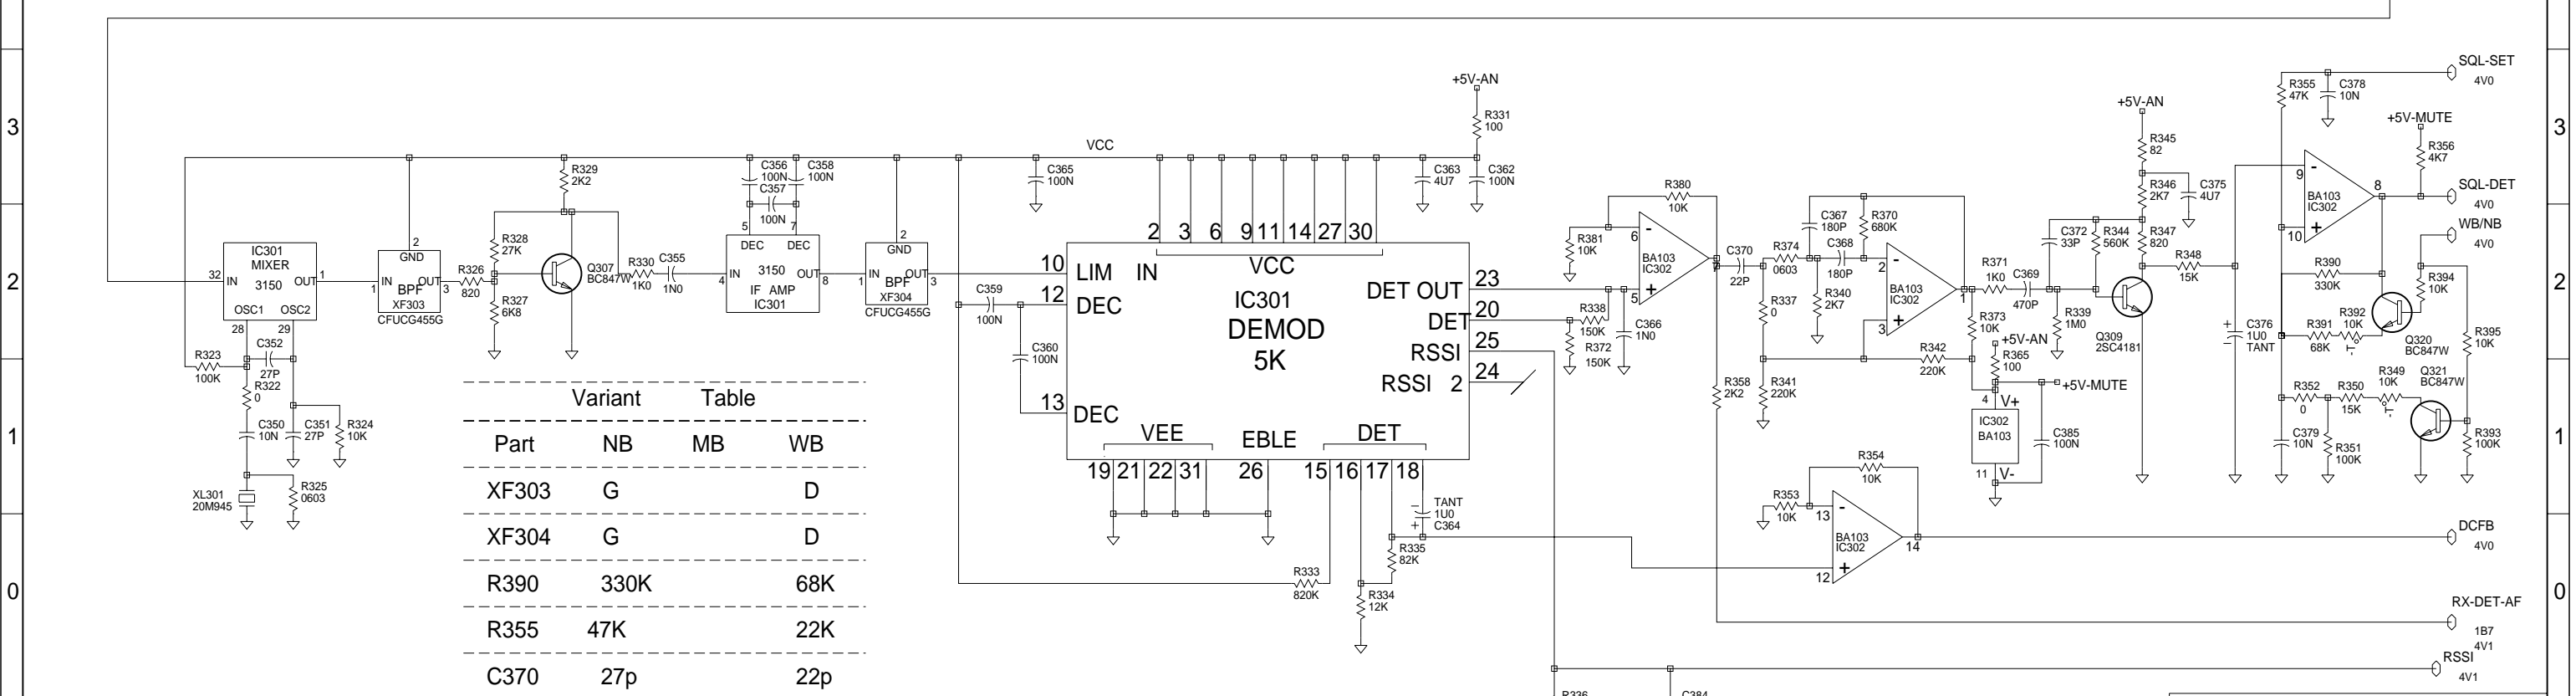 3
2
1
0
IC301
MIXER
3150
32
IN
OUT
1
OSC1
OSC2
28
29
R323
100K
C352
27P
R322
0
C350
10N
C351
27P
R324
10K
XL301
20M945
R325
0603
2
GND
IN
OUT
1
BPF
3
XF303
CFUCG455G
R326
820
R328
27K
R327
6K8
R329
2K2
Q307
BC847W
R330
1K0
C355
1N0
C356
100N
C358
100N
C357
100N
5
7
DEC
DEC
4
IN
3150
OUT
8
IF AMP
IC301
2
GND
IN
OUT
1
BPF
3
XF304
CFUCG455G
VCC
C365
100N
C359
100N
C360
100N
Variant Table
Part NB MB WB
XF303 G D
XF304 G D
R390 330K 68K
R355 47K 22K
C370 27p 22p
2 3 6 9 11 14 27 30
VCC
10
LIM IN
12
DEC
13
DEC
IC301
DEMOD
5K
DET OUT
23
DET
20
RSSI
25
RSSI 2
24
VEE
EBLE
DET
19 21 22 31 26 15 16 17 18
+5V-AN
R331
100
C363
4U7
C362
100N
TANT
1U0
C364
R335
82K
R333
820K
R334
12K
R380
10K
R381
10K
6
-
BA103
IC302
7
5
+
R338
150K
R372
150K
C366
1N0
C370
22P
R358
2K2
R374
0603
R337
0
R341
220K
C367
180P
C368
180P
R370
680K
R340
2K7
2
-
BA103
IC302
1
3
+
R342
220K
R371
1K0
C369
470P
R373
10K
+5V-AN
R365
100
+5V-MUTE
4
V+
IC302
BA103
11
V-
C385
100N
R339
1M0
C372
33P
R344
560K
+5V-AN
R345
82
R346
2K7
C375
4U7
R347
820
Q309
2SC4181
R348
15K
+
-
C376
1U0
TANT
R355
47K
C378
10N
SQL-SET
4V0
+5V-MUTE
R356
4K7
9
-
BA103
IC302
8
10
+
SQL-DET
4V0
WB/NB
4V0
R390
330K
R394
10K
R391
68K
R392
10K
Q320
BC847W
R395
10K
Q321
BC847W
R352
0
R350
15K
R349
10K
C379
10N
R351
100K
R393
100K
R354
10K
R353
10K
13
-
BA103
IC302
14
12
+
DCFB
4V0
RX-DET-AF
1B7
4V1
RSSI
4V1
R336
C384
3
2
1
0